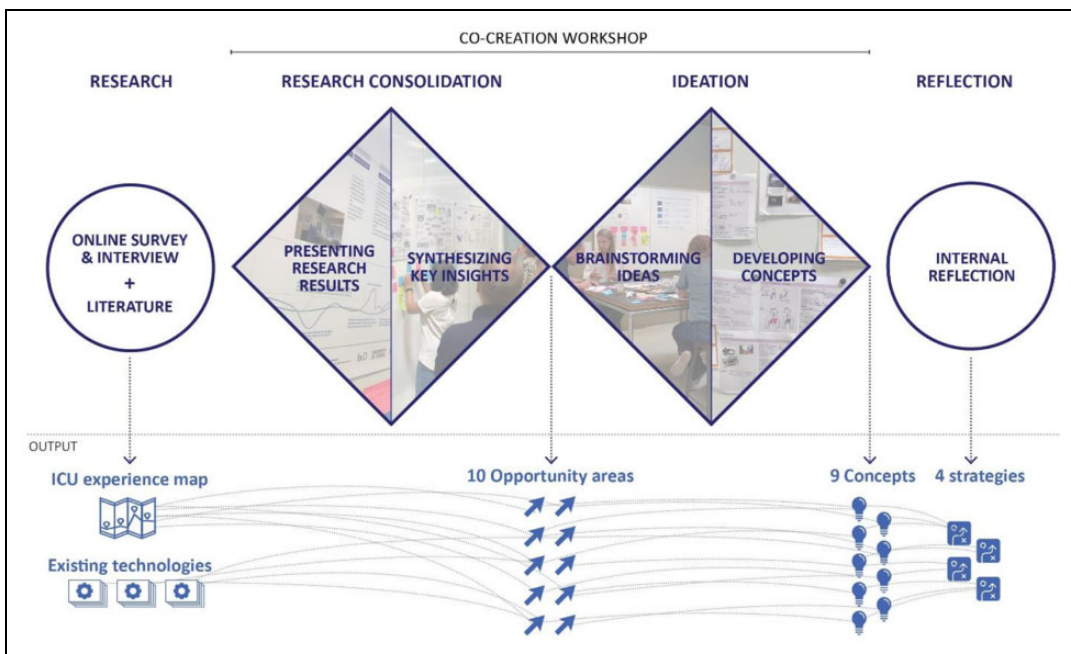 CO-CREATION WORKSHOP
RESEARCH
RESEARCH CONSOLIDATION
IDEATION
REFLECTION
ONLINE SURVEY
& INTERVIEW
+
LITERATURE
PRESENTING
RESEARCH
RESULTS
SYNTHESIZING
KEY INSIGHTS
BRAINSTORMING
IDEAS
DEVELOPING
CONCEPTS
INTERNAL
REFLECTION
OUTPUT
ICU experience map
10 Opportunity areas
9 Concepts
4 strategies
Existing technologies